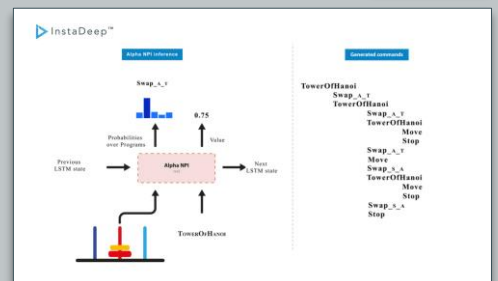 InstaDeep™
Alpha NPI inference
Swap_A_T
0.75
Probabilities
over Programs
Value
Previous
LSTM state
Alpha NPI
Next
LSTM state
TowerOfHanoi
Generated commands
TowerOfHanoi
Swap_A_T
TowerOfHanoi
Swap_A_T
TowerOfHanoi
Move
Stop
Swap_A_T
Move
Swap_S_A
TowerOfHanoi
Move
Stop
Swap_S_A
Stop